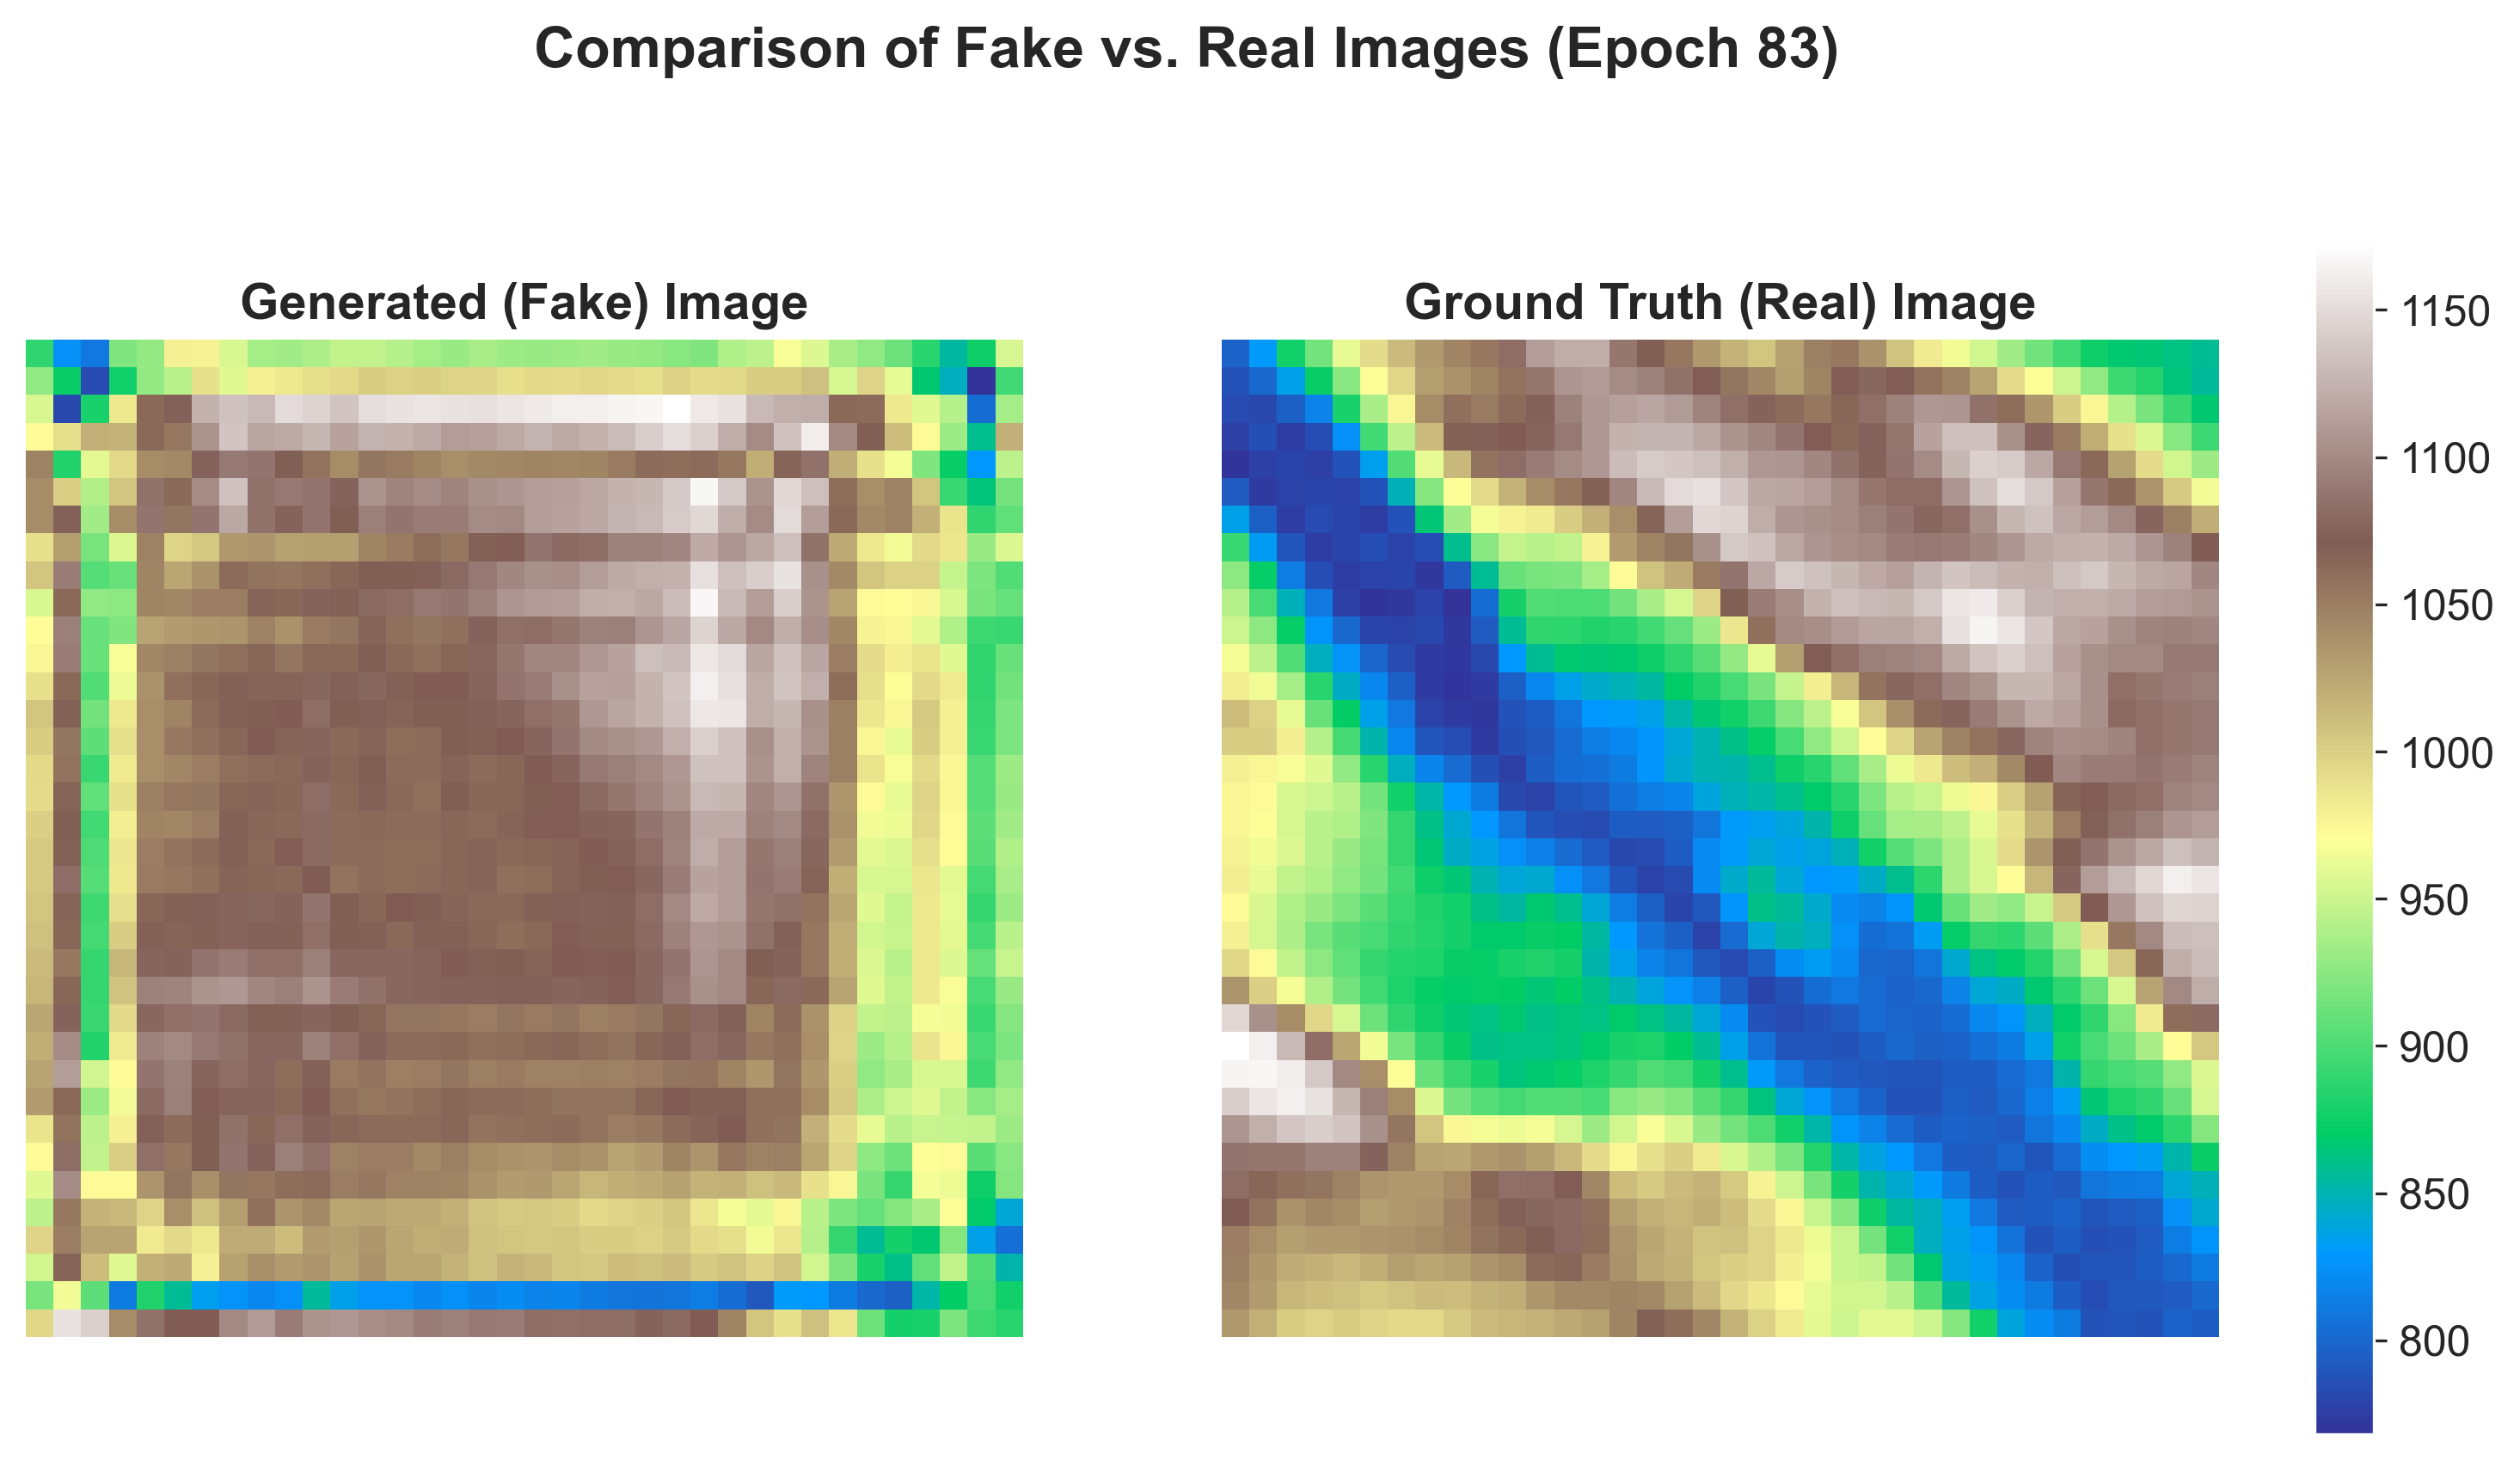 Comparison of Fake vs. Real Images (Epoch 83)
Generated (Fake) Image
Ground Truth (Real) Image
1150
1100
1050
1000
950
900
850
800